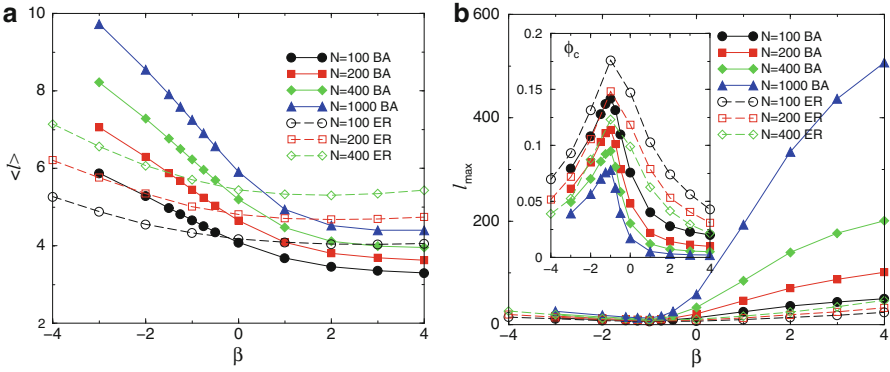 a
10
8
6
4
2
<l>
−4
−2
0
2
4
β
N=100 BA
N=200 BA
N=400 BA
N=1000 BA
N=100 ER
N=200 ER
N=400 ER
b
600
400
200
0
l_max
−4
−2
0
2
4
β
N=100 BA
N=200 BA
N=400 BA
N=1000 BA
N=100 ER
N=200 ER
N=400 ER
0.2
0.15
0.1
0.05
0
ϕ_c
−4
−2
0
2
4